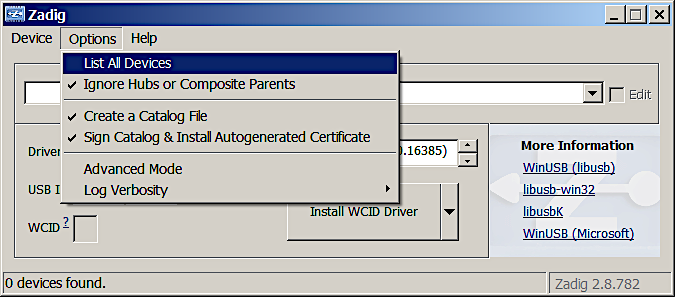 Zadig
Device Options Help
List All Devices
Ignore Hubs or Composite Parents
Edit
Create a Catalog File
Sign Catalog & Install Autogenerated Certificate
Driver 0.16385)
Advanced Mode
USB I
Log Verbosity
WCID ?
Install WCID Driver
More Information
WinUSB (libusb)
libusb-win32
libusbK
WinUSB (Microsoft)
0 devices found.
Zadig 2.8.782